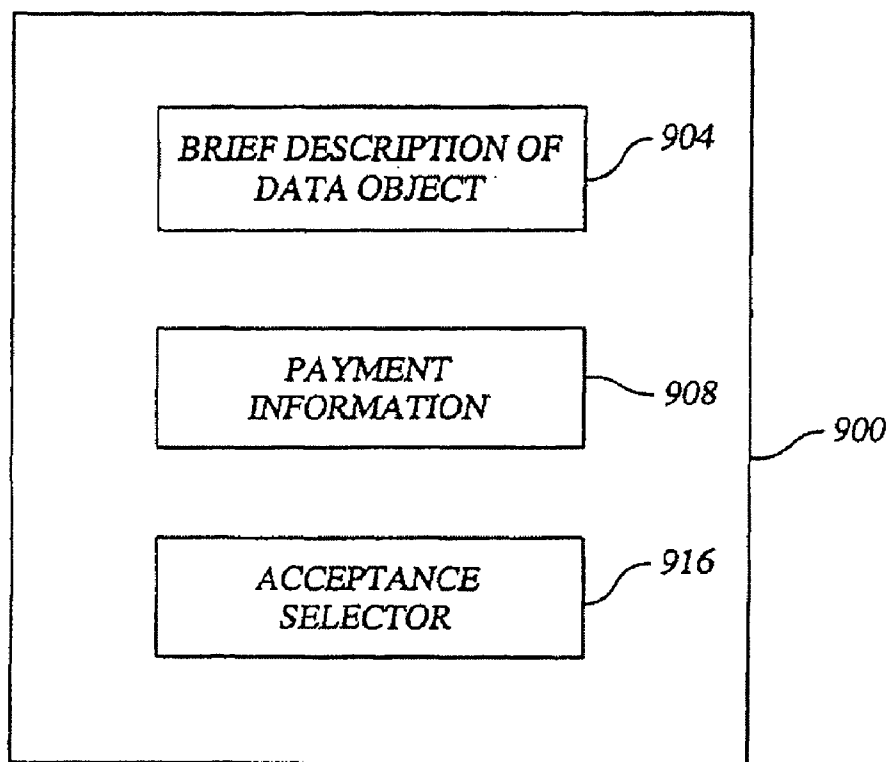 BRIEF DESCRIPTION OF
DATA OBJECT
904
PAYMENT
INFORMATION
908
900
ACCEPTANCE
SELECTOR
916